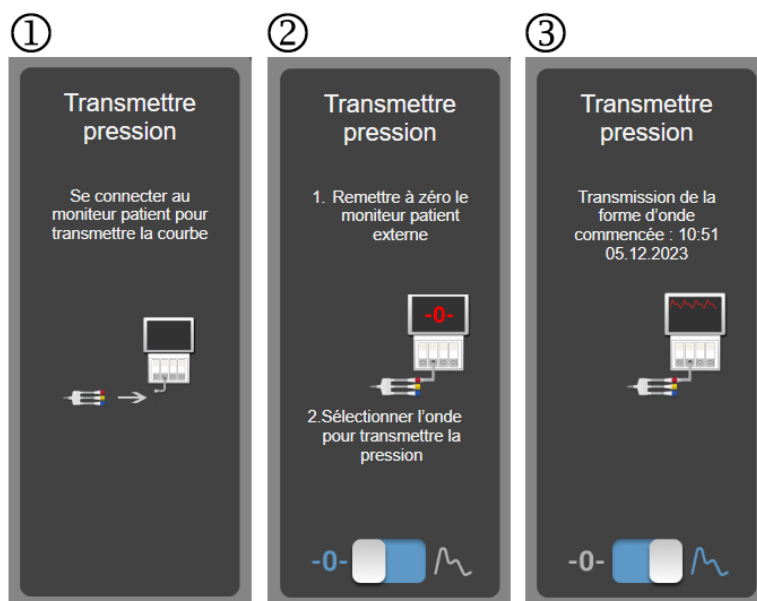 ①
Transmettre
pression
Se connecter au
moniteur patient pour
transmettre la courbe
②
Transmettre
pression
1. Remettre à zéro le
moniteur patient
externe
-0-
2.Sélectionner l'onde
pour transmettre la
pression
-0-
③
Transmettre
pression
Transmission de la
forme d'onde
commencée : 10:51
05.12.2023
-0-